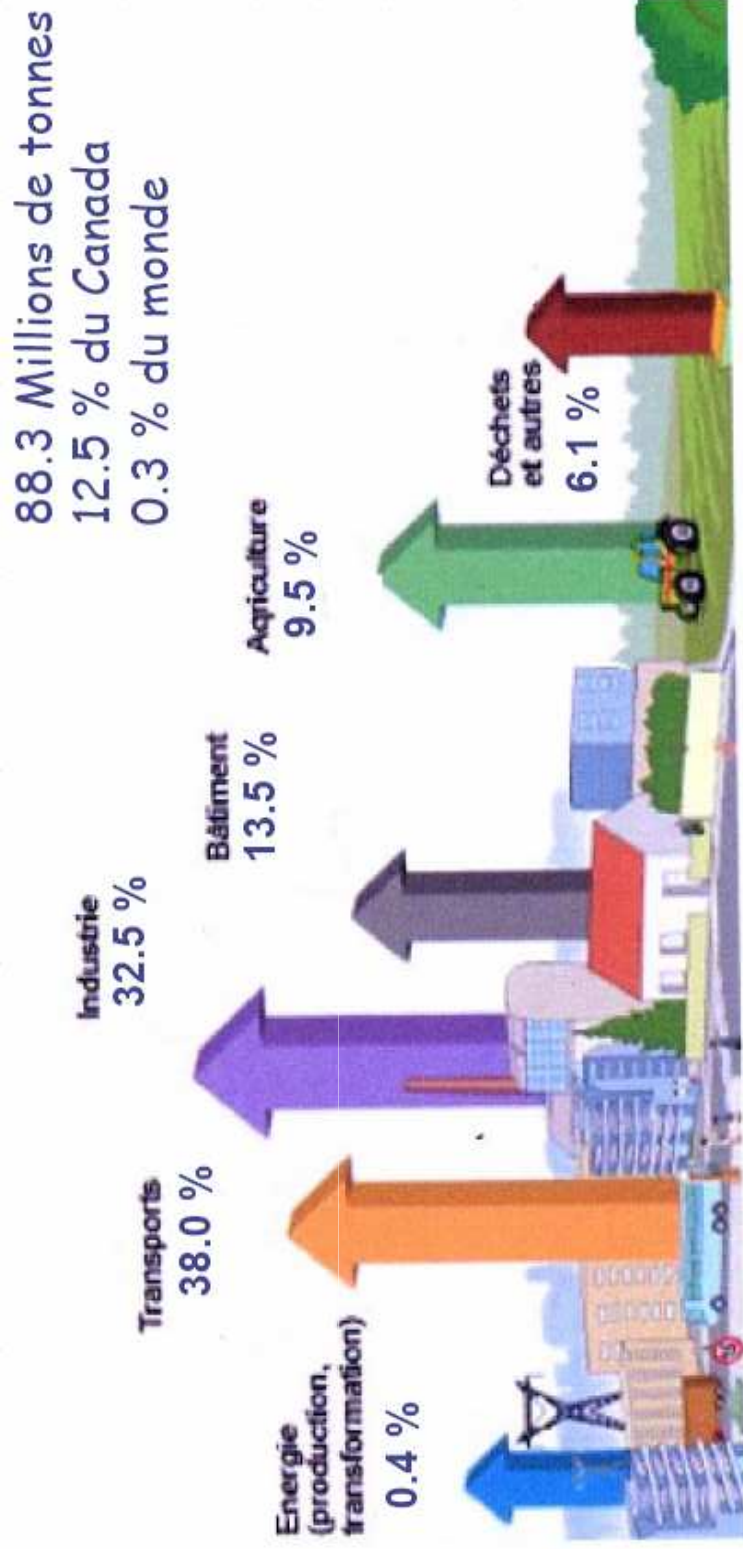 88.3 Millions de tonnes
12.5 % du Canada
0.3 % du monde
Energie
(production,
transformation)
0.4 %
Transports
38.0 %
Industrie
32.5 %
Bâtiment
13.5 %
Agriculture
9.5 %
Déchets
et autres
6.1 %